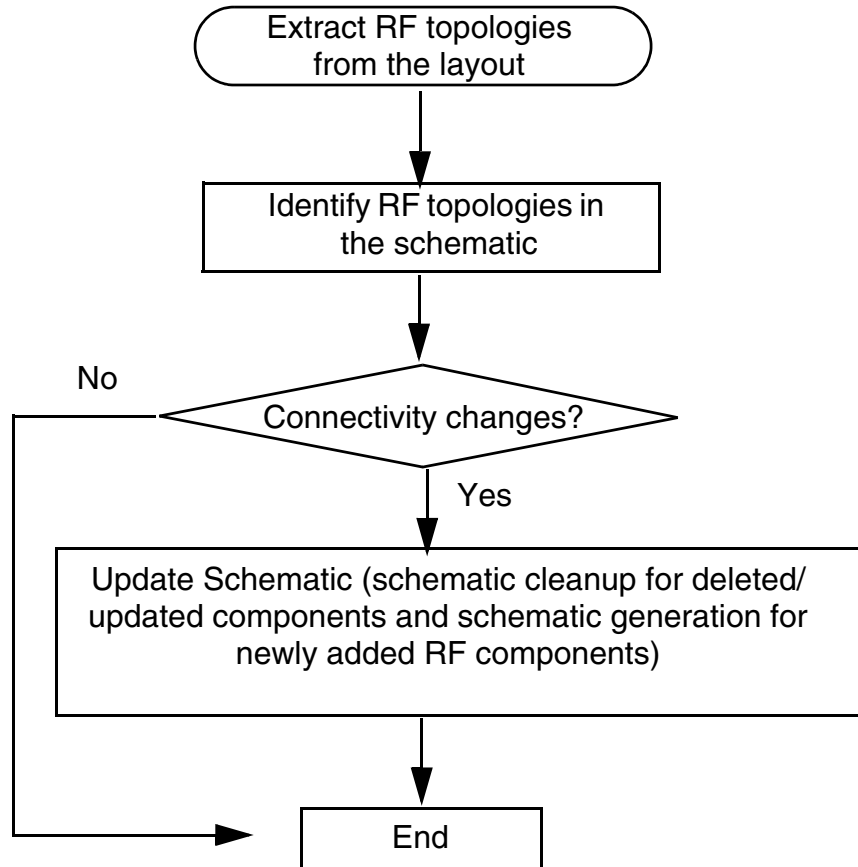 Extract RF topologies
from the layout
Identify RF topologies in
the schematic
No
Connectivity changes?
Yes
Update Schematic (schematic cleanup for deleted/
updated components and schematic generation for
newly added RF components)
End